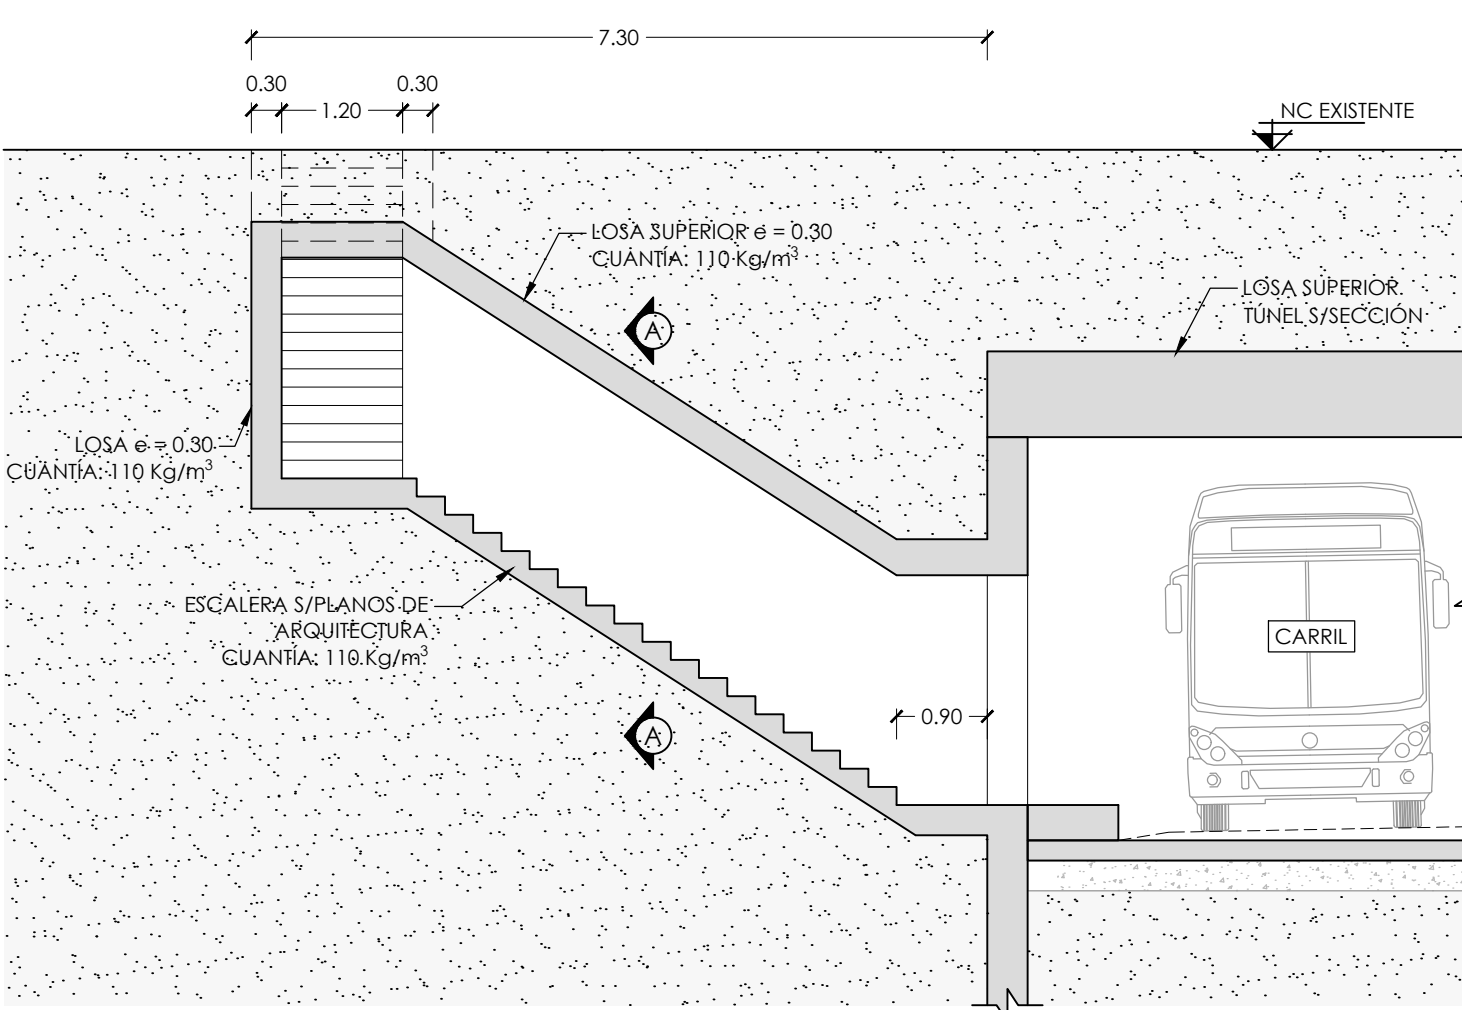 7.30
0.30
0.30
1.20
NC EXISTENTE
LOSA SUPERIOR e = 0.30
CUANTÍA: 110 Kg/m³
A
LOSA SUPERIOR
TÚNEL S/SECCIÓN
LOSA e = 0.30
CUANTÍA: 110 Kg/m³
ESCALERA S/PLANOS DE
ARQUITECTURA
CUANTÍA: 110 Kg/m³
CARRIL
0.90
A